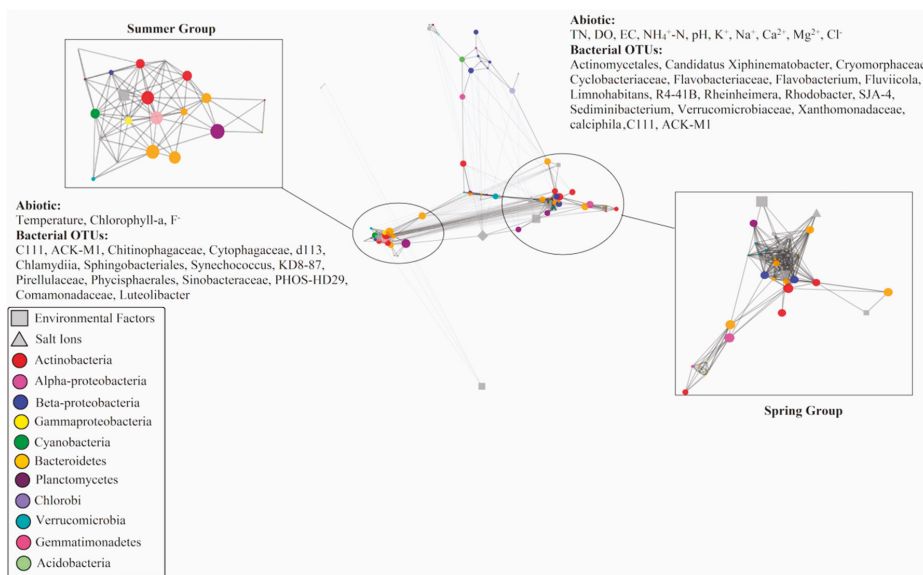 Summer Group
Abiotic:
TN, DO, EC, NH₄⁺-N, pH, K⁺, Na⁺, Ca²⁺, Mg²⁺, Cl⁻
Bacterial OTUs:
Actinomycetales, Candidatus Xiphinematobacter, Cryomorphaceae
Cyclobacteriaceae, Flavobacteriaceae, Flavobacterium, Fluviicola,
Limnohabitans, R4-41B, Rheinheimera, Rhodobacter, SJA-4,
Sediminibacterium, Verrucomicrobiaceae, Xanthomonadaceae,
calciphila,C111, ACK-M1
Abiotic:
Temperature, Chlorophyll-a, F⁻
Bacterial OTUs:
C111, ACK-M1, Chitinophagaceae, Cytophagaceae, d113,
Chlamydiia, Sphingobacteriales, Synechococcus, KD8-87,
Pirellulaceae, Phycisphaerales, Sinobacteraceae, PHOS-HD29,
Comamonadaceae, Luteolibacter
Environmental Factors
Salt Ions
Actinobacteria
Alpha-proteobacteria
Beta-proteobacteria
Gammaproteobacteria
Cyanobacteria
Bacteroidetes
Planctomycetes
Chlorobi
Verrucomicrobia
Gemmatimonadetes
Acidobacteria
Spring Group